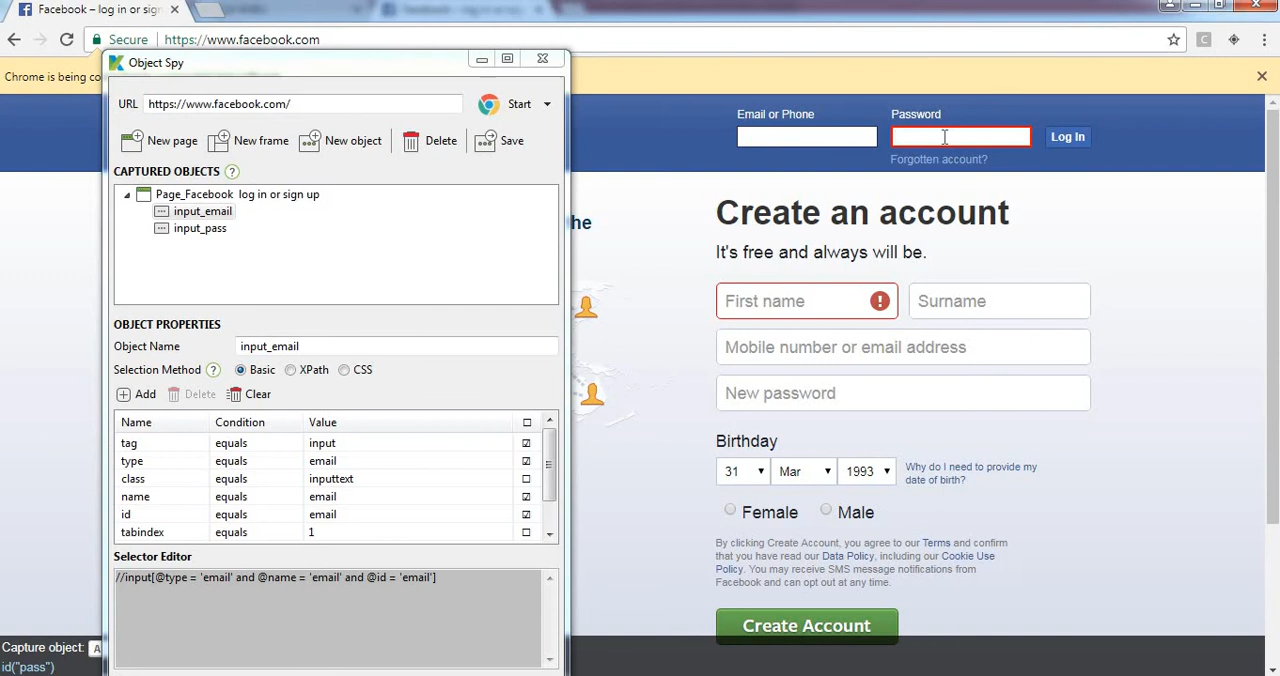 Facebook – log in or sig
Secure https://www.facebook.com
Chrome is being co
Object Spy
URL https://www.facebook.com/ Start
New page New frame New object Delete Save
CAPTURED OBJECTS ?
Page_Facebook log in or sign up
input_email
input_pass
OBJECT PROPERTIES
Object Name input_email
Selection Method ? Basic XPath CSS
Add Delete Clear
Name Condition Value
tag equals input
type equals email
class equals inputtext
name equals email
id equals email
tabindex equals 1
Selector Editor
//input[@type = 'email' and @name = 'email' and @id = 'email']
Capture object: A
id("pass")
he
Email or Phone Password
Log In
Forgotten account?
Create an account
It's free and always will be.
First name ! Surname
Mobile number or email address
New password
Birthday
31 Mar 1993 Why do I need to provide my
date of birth?
Female Male
By clicking Create Account, you agree to our Terms and confirm
that you have read our Data Policy, including our Cookie Use
Policy. You may receive SMS message notifications from
Facebook and can opt out at any time.
Create Account